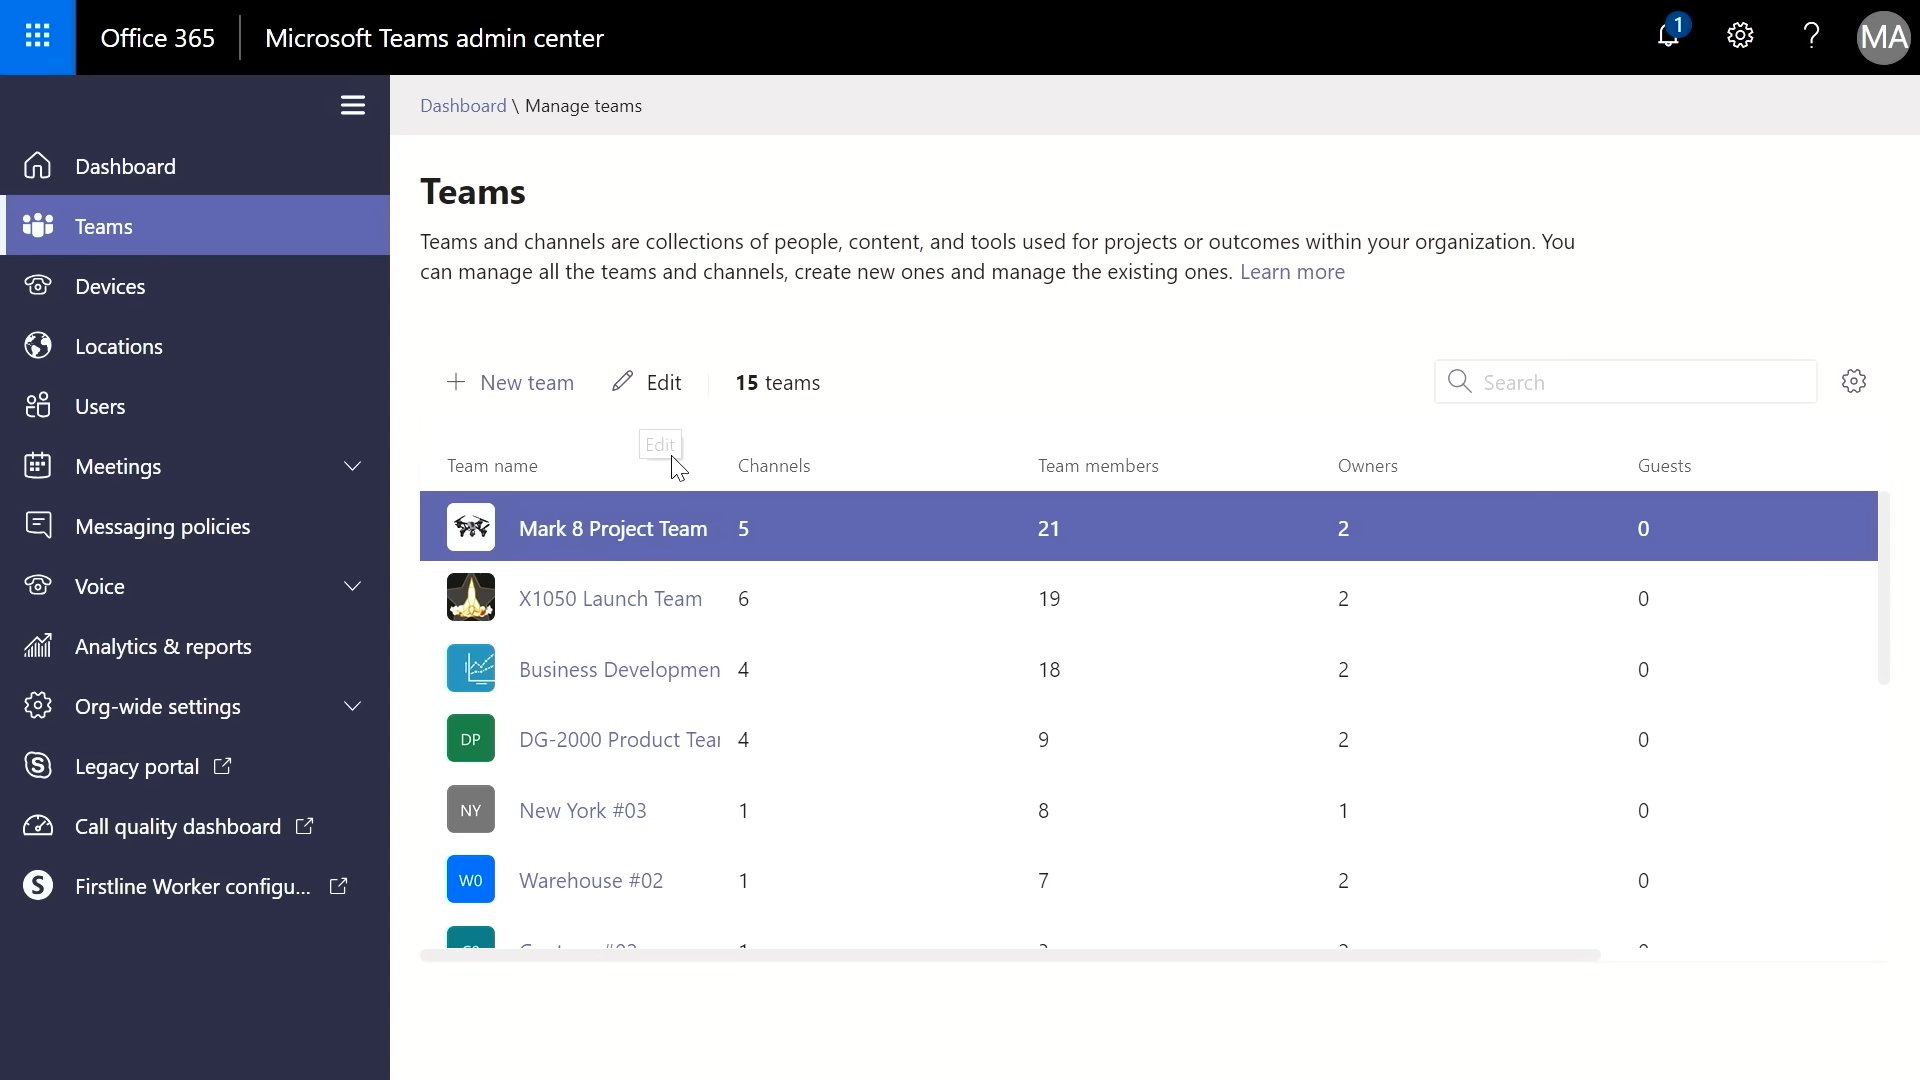 Office 365
Microsoft Teams admin center
1
MA
Dashboard \ Manage teams
Dashboard
Teams
Devices
Locations
Users
Meetings
Messaging policies
Voice
Analytics & reports
Org-wide settings
Legacy portal
Call quality dashboard
Firstline Worker configu...
Teams
Teams and channels are collections of people, content, and tools used for projects or outcomes within your organization. You
can manage all the teams and channels, create new ones and manage the existing ones. Learn more
New team Edit 15 teams Search
Edit
Team name Channels Team members Owners Guests
Mark 8 Project Team 5 21 2 0
X1050 Launch Team 6 19 2 0
Business Developmen 4 18 2 0
DP DG-2000 Product Tear 4 9 2 0
NY New York #03 1 8 1 0
W0 Warehouse #02 1 7 2 0